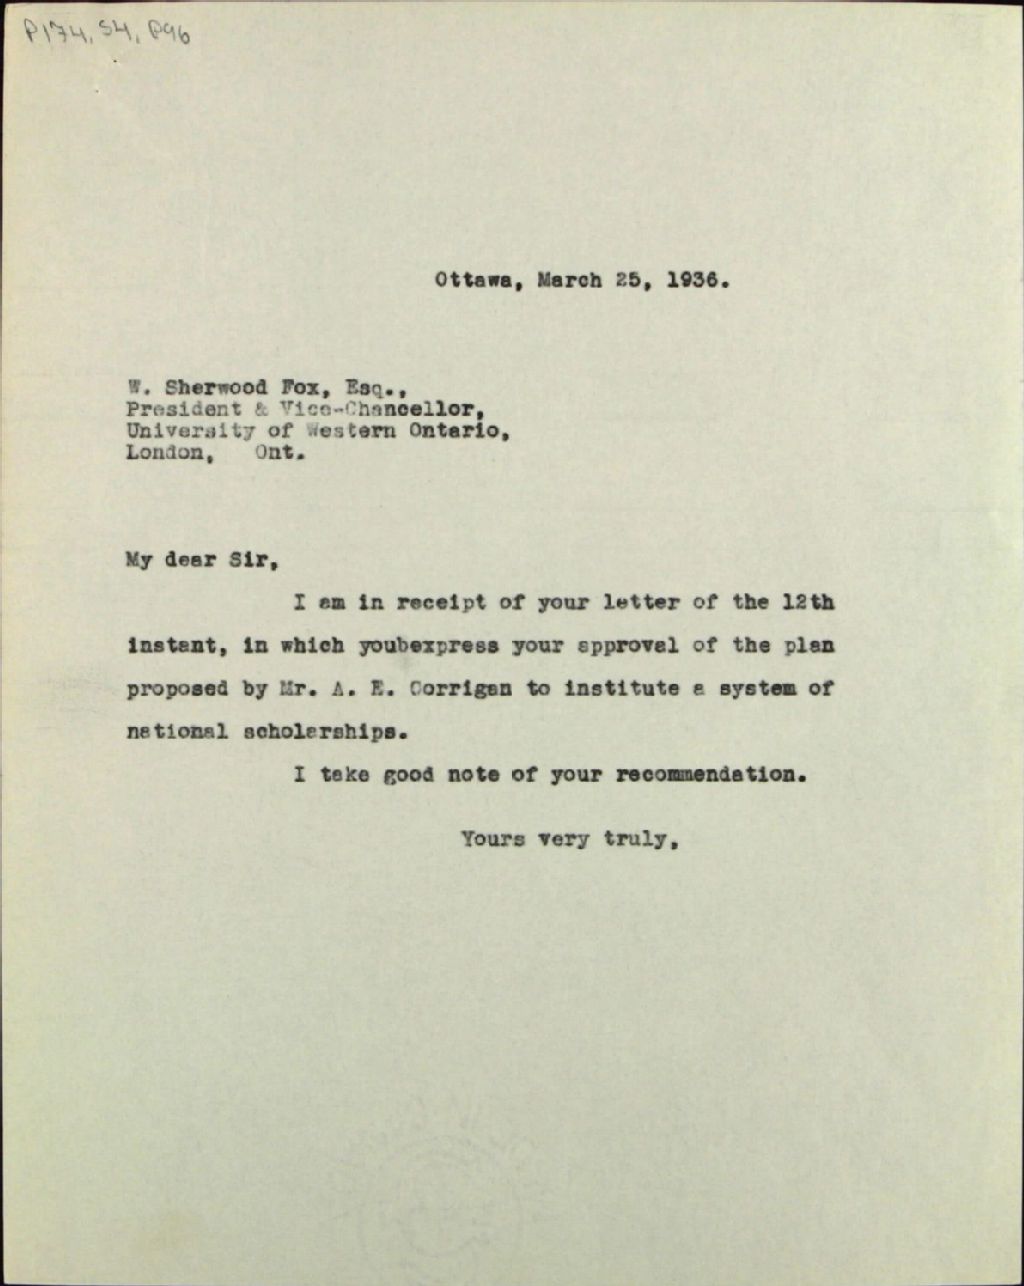 P174, S4, P96
Ottawa, March 25, 1936.
W. Sherwood Fox, Esq.,
President & Vice-Chancellor,
University of Western Ontario,
London, Ont.
My dear Sir,
I am in receipt of your letter of the 12th
instant, in which youbexpress your approval of the plan
proposed by Mr. A. E. Corrigan to institute a system of
national scholarships.
I take good note of your recommendation.
Yours very truly,